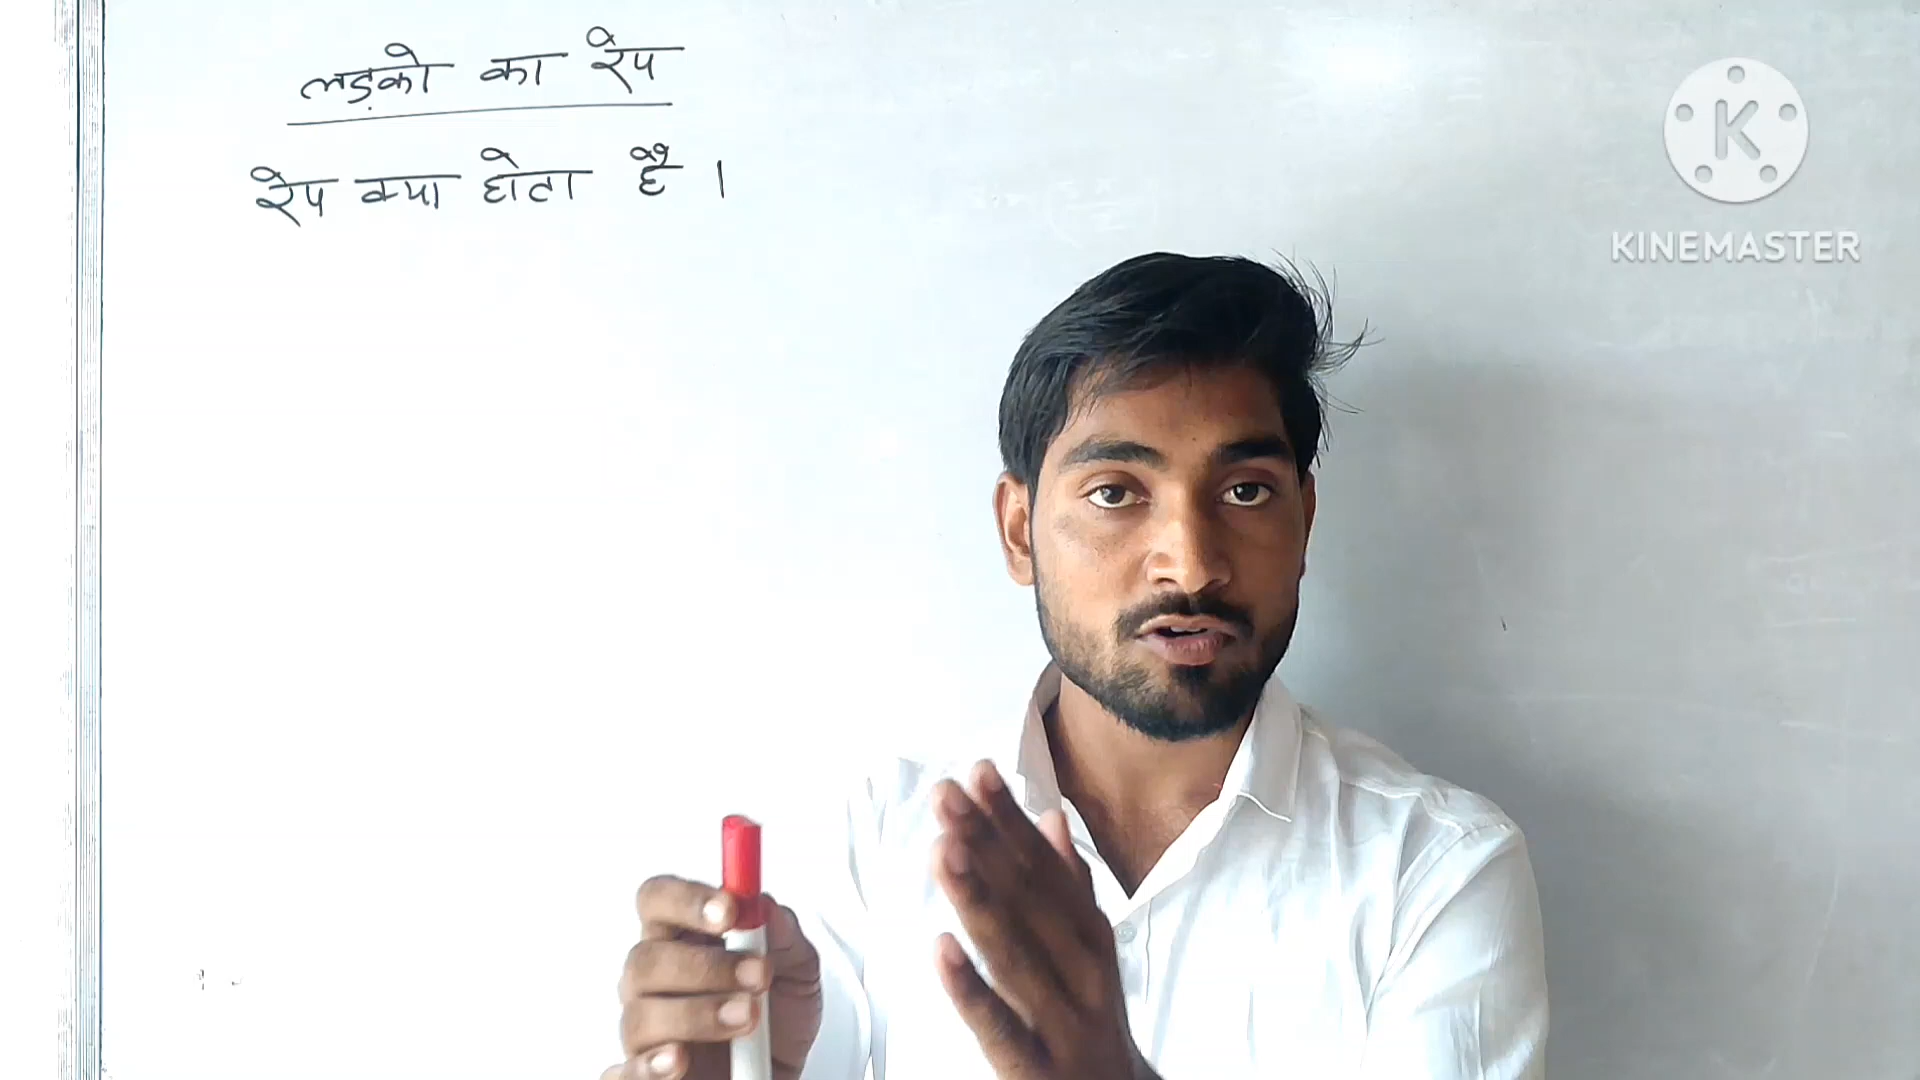 लड़को का रेप
रेप क्या होता हैं ।
K
KINEMASTER